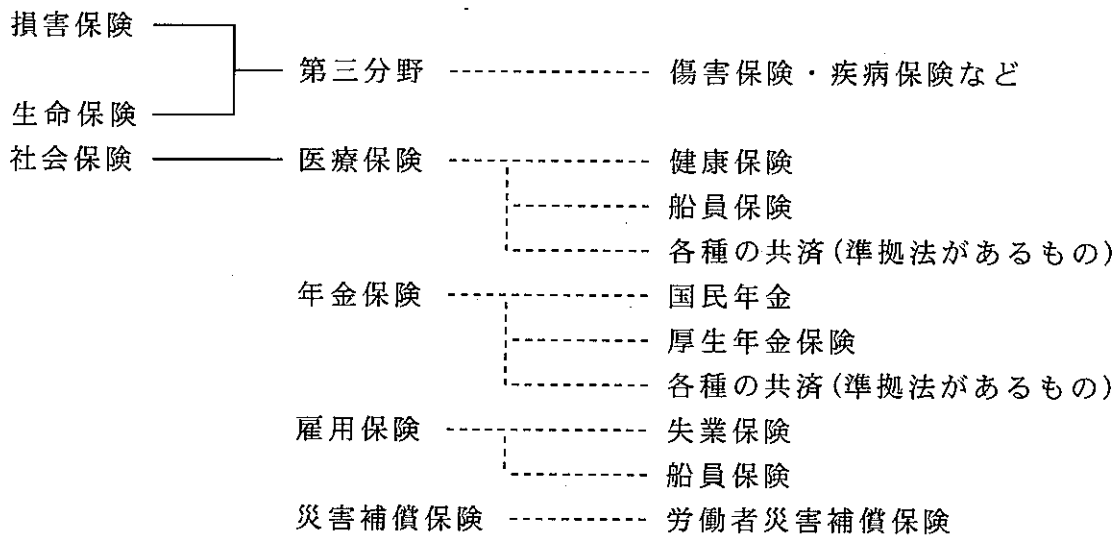 損害保険
第三分野 傷害保険・疾病保険など
生命保険
社会保険 医療保険 健康保険
船員保険
各種の共済(準拠法があるもの)
年金保険 国民年金
厚生年金保険
各種の共済(準拠法があるもの)
雇用保険 失業保険
船員保険
災害補償保険 労働者災害補償保険